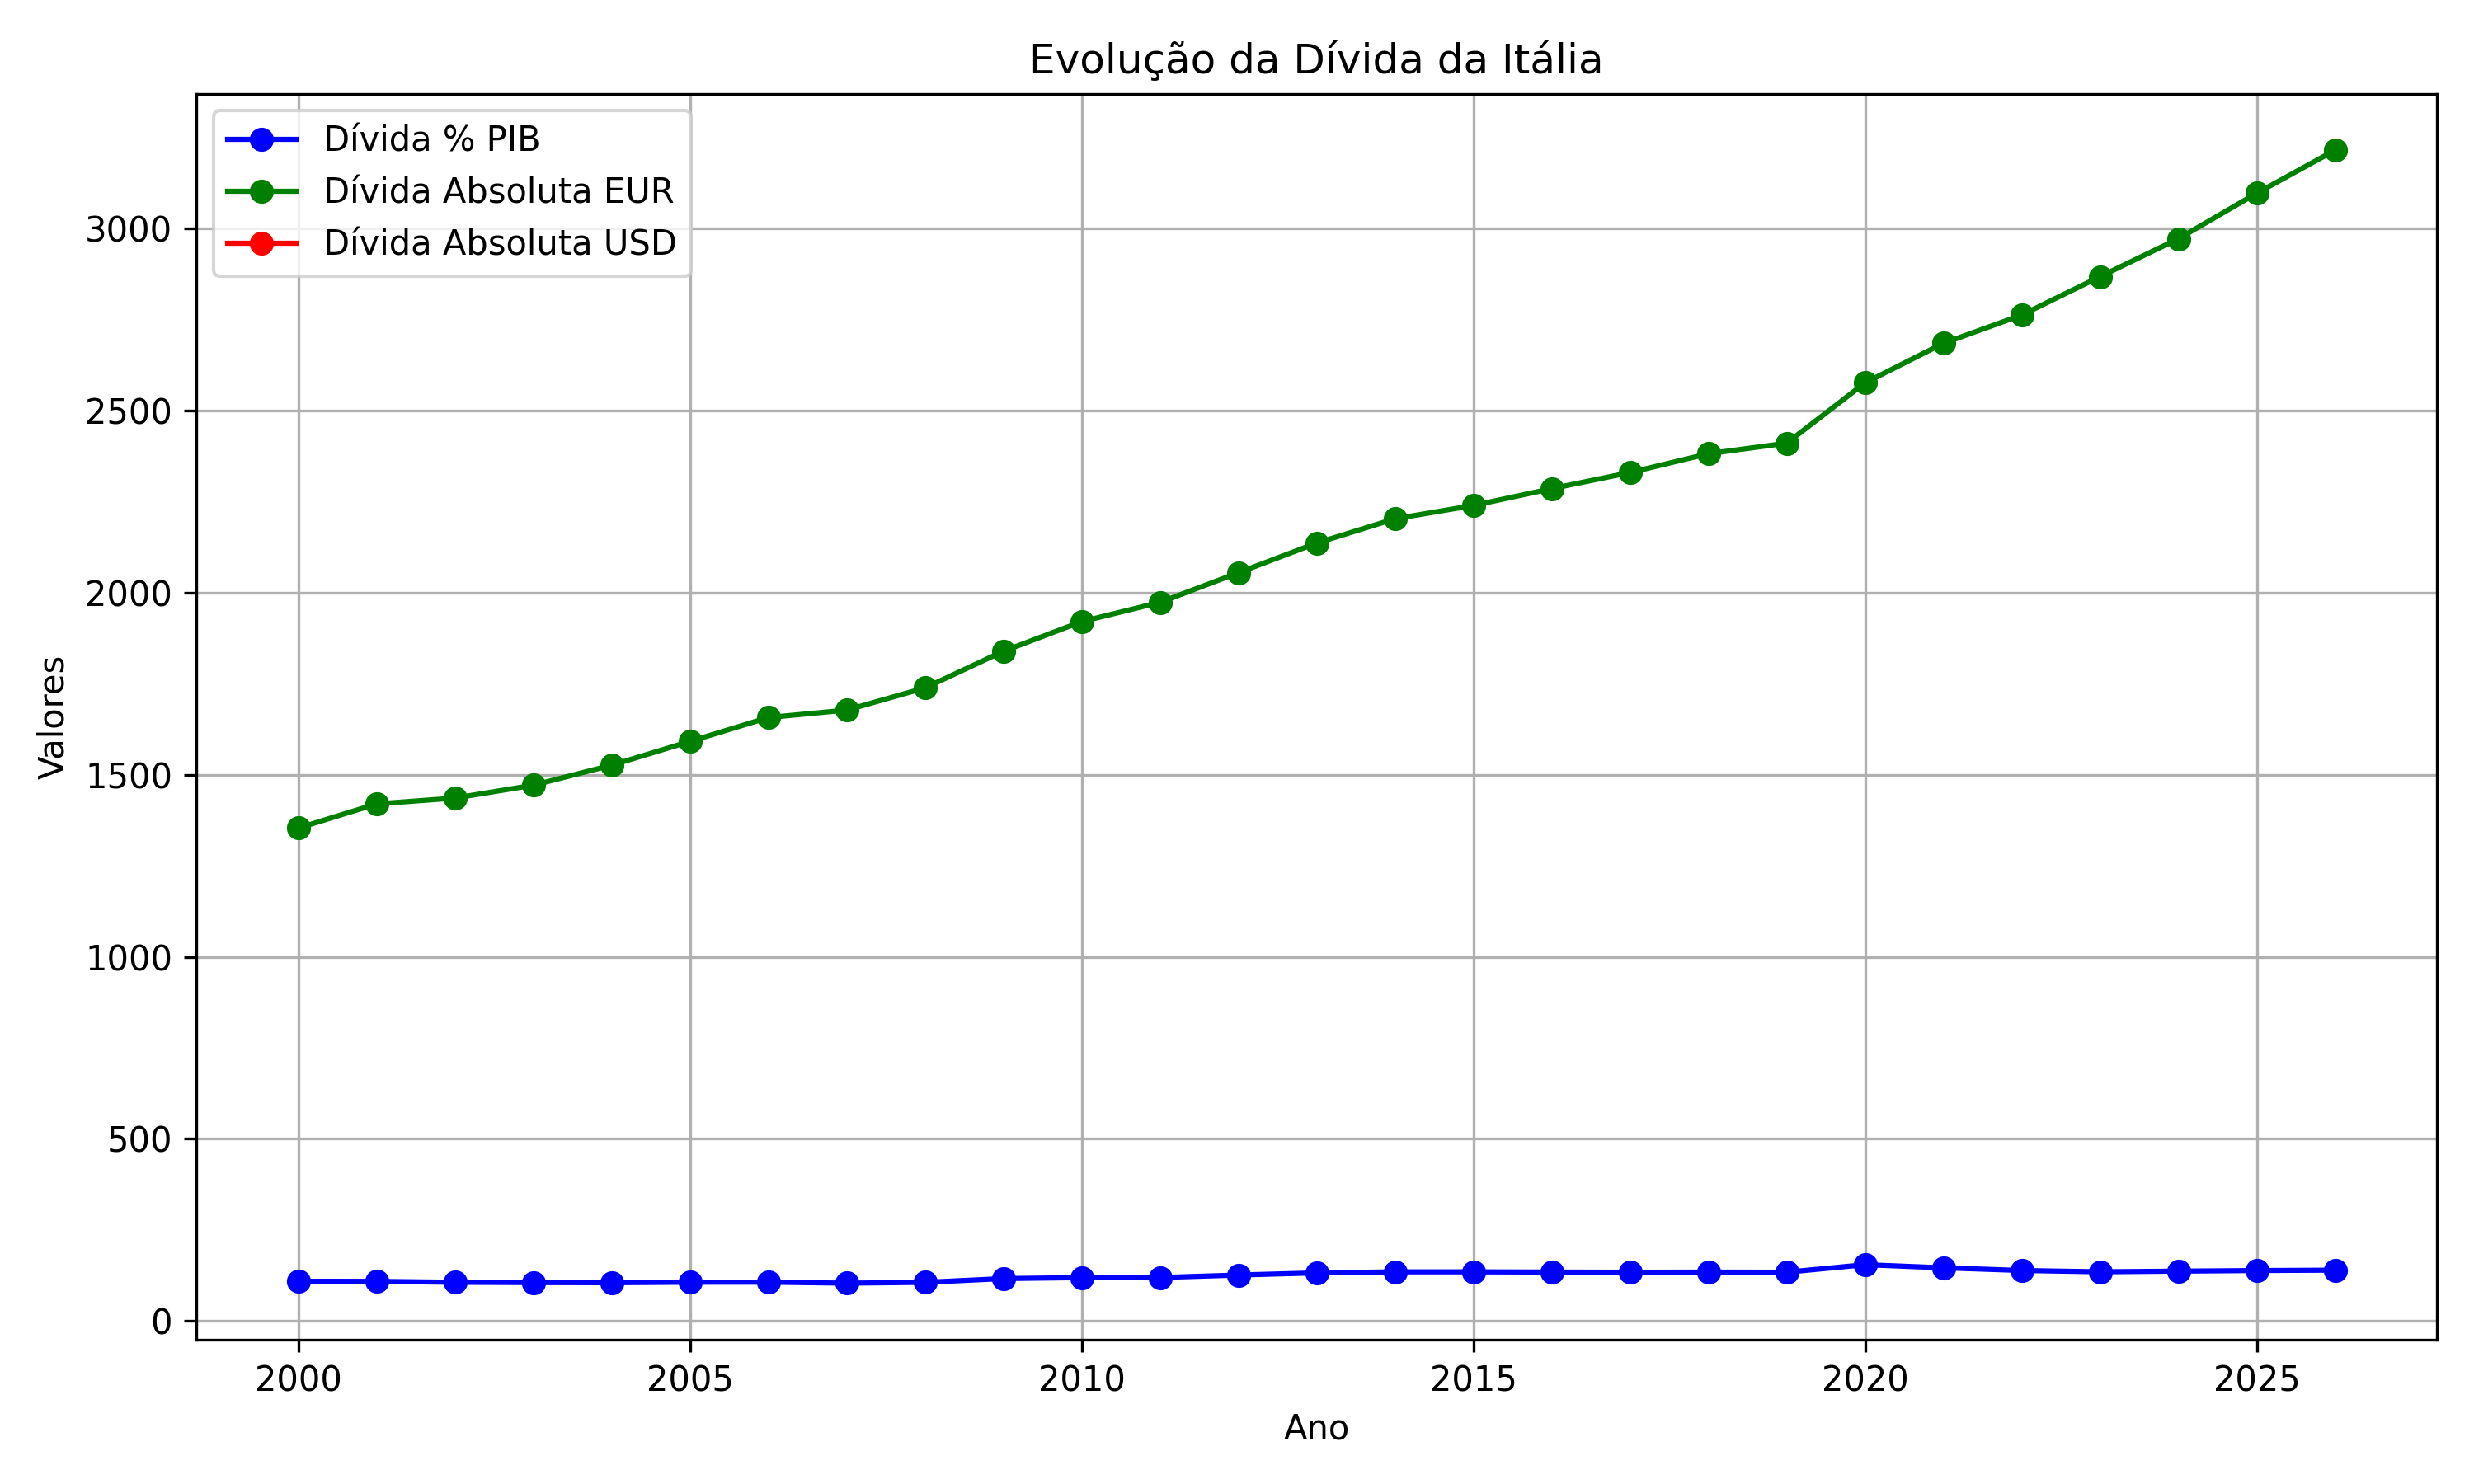 Evolução da Dívida da Itália
Dívida % PIB
Dívida Absoluta EUR
Dívida Absoluta USD
Valores
3000
2500
2000
1500
1000
500
0
2000 2005 2010 2015 2020 2025
Ano